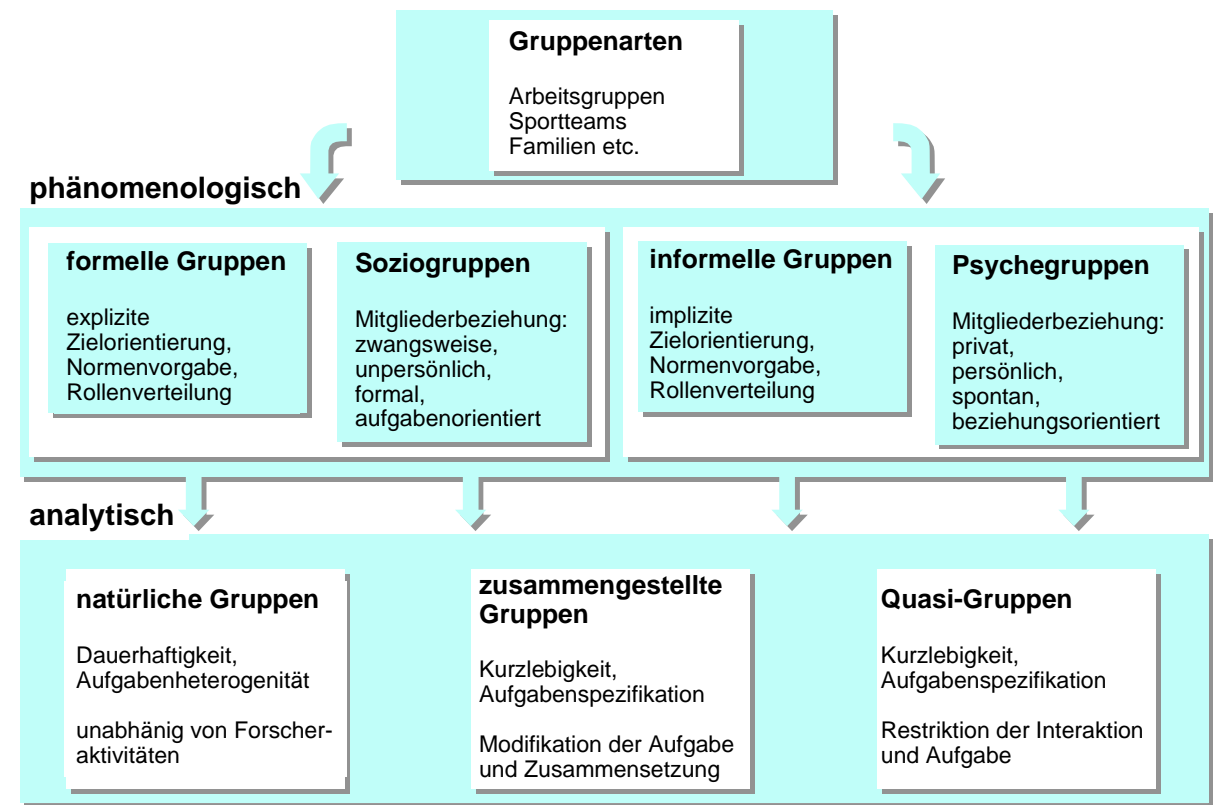 Gruppenarten
Arbeitsgruppen
Sportteams
Familien etc.
phänomenologisch
formelle Gruppen
explizite
Zielorientierung,
Normenvorgabe,
Rollenverteilung
Soziogruppen
Mitgliederbeziehung:
zwangsweise,
unpersönlich,
formal,
aufgabenorientiert
informelle Gruppen
implizite
Zielorientierung,
Normenvorgabe,
Rollenverteilung
Psychegruppen
Mitgliederbeziehung:
privat,
persönlich,
spontan,
beziehungsorientiert
analytisch
natürliche Gruppen
Dauerhaftigkeit,
Aufgabenheterogenität
unabhänig von Forscher-
aktivitäten
zusammengestellte
Gruppen
Kurzlebigkeit,
Aufgabenspezifikation
Modifikation der Aufgabe
und Zusammensetzung
Quasi-Gruppen
Kurzlebigkeit,
Aufgabenspezifikation
Restriktion der Interaktion
und Aufgabe